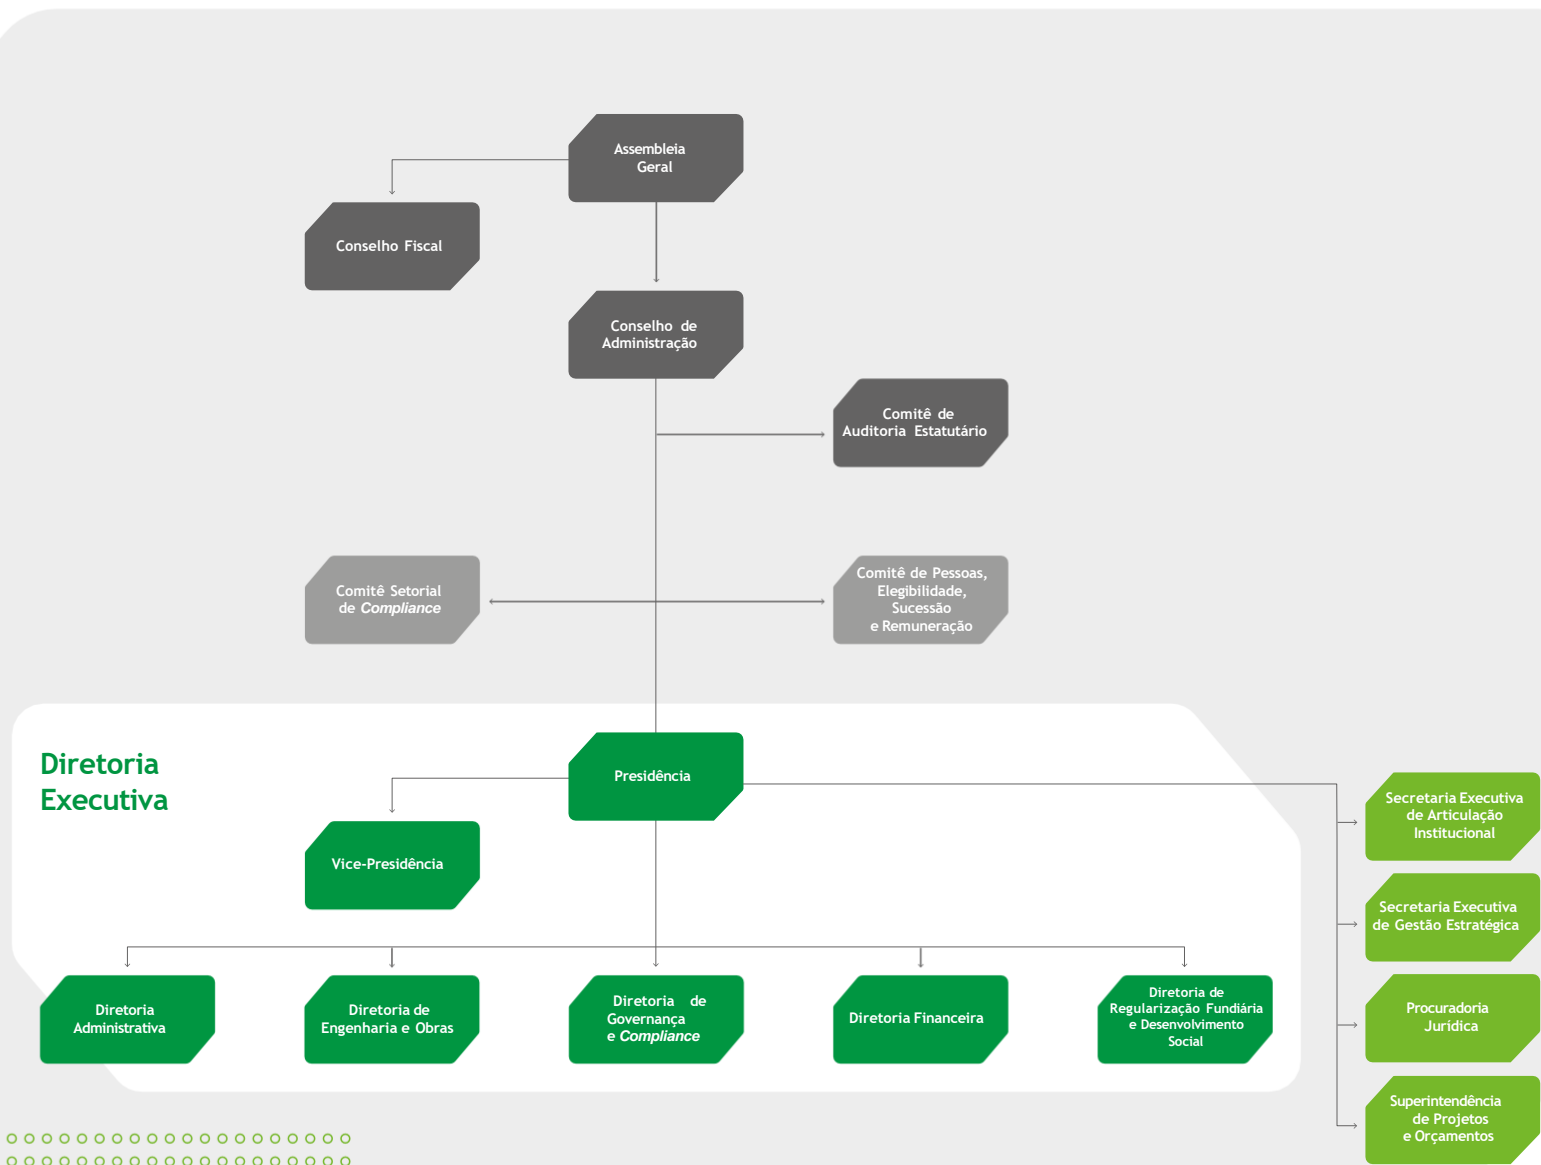 Assembleia
Geral
Conselho Fiscal
Conselho de
Administração
Comitê de
Auditoria Estatutário
Comitê Setorial
de Compliance
Comitê de Pessoas,
Elegibilidade,
Sucessão
e Remuneração
Diretoria
Executiva
Presidência
Vice-Presidência
Secretaria Executiva
de Articulação
Institucional
Secretaria Executiva
de Gestão Estratégica
Procuradoria
Jurídica
Superintendência
de Projetos
e Orçamentos
Diretoria
Administrativa
Diretoria de
Engenharia e Obras
Diretoria de
Governança
e Compliance
Diretoria Financeira
Diretoria de
Regularização Fundiária
e Desenvolvimento
Social